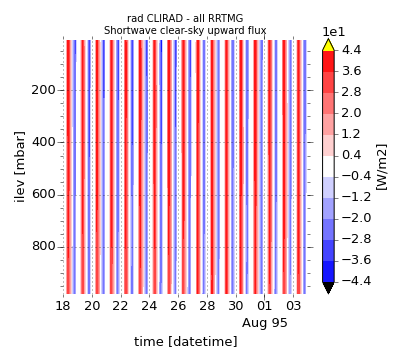 rad CLIRAD - all RRTMG
Shortwave clear-sky upward flux
1e1
4.4
3.6
2.8
2.0
1.2
0.4
−0.4
−1.2
−2.0
−2.8
−3.6
−4.4
[W/m2]
200
400
600
800
ilev [mbar]
18 20 22 24 26 28 30 01 03
Aug 95
time [datetime]